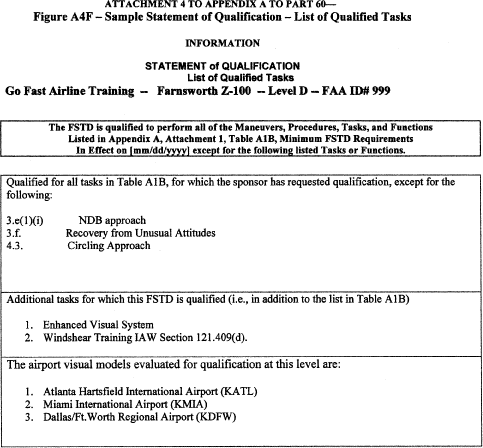 ATTACHMENT 4 TO APPENDIX A TO PART 60—
Figure A4F – Sample Statement of Qualification – List of Qualified Tasks
INFORMATION
STATEMENT of QUALIFICATION
List of Qualified Tasks
Go Fast Airline Training -- Farnsworth Z-100 -- Level D -- FAA ID# 999
The FSTD is qualified to perform all of the Maneuvers, Procedures, Tasks, and Functions
Listed in Appendix A, Attachment 1, Table A1B, Minimum FSTD Requirements
In Effect on [mm/dd/yyyy] except for the following listed Tasks or Functions.
Qualified for all tasks in Table A1B, for which the sponsor has requested qualification, except for the
following:
3.e(1)(i) NDB approach
3.f. Recovery from Unusual Attitudes
4.3. Circling Approach
Additional tasks for which this FSTD is qualified (i.e., in addition to the list in Table A1B)
1. Enhanced Visual System
2. Windshear Training IAW Section 121.409(d).
The airport visual models evaluated for qualification at this level are:
1. Atlanta Hartsfield International Airport (KATL)
2. Miami International Airport (KMIA)
3. Dallas/Ft.Worth Regional Airport (KDFW)